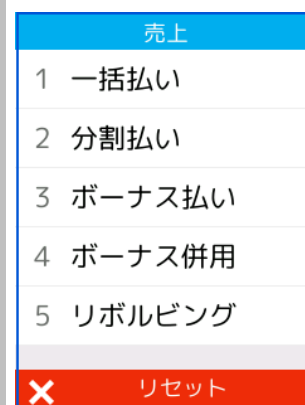 売上
1 一括払い
2 分割払い
3 ボーナス払い
4 ボーナス併用
5 リボルビング
リセット